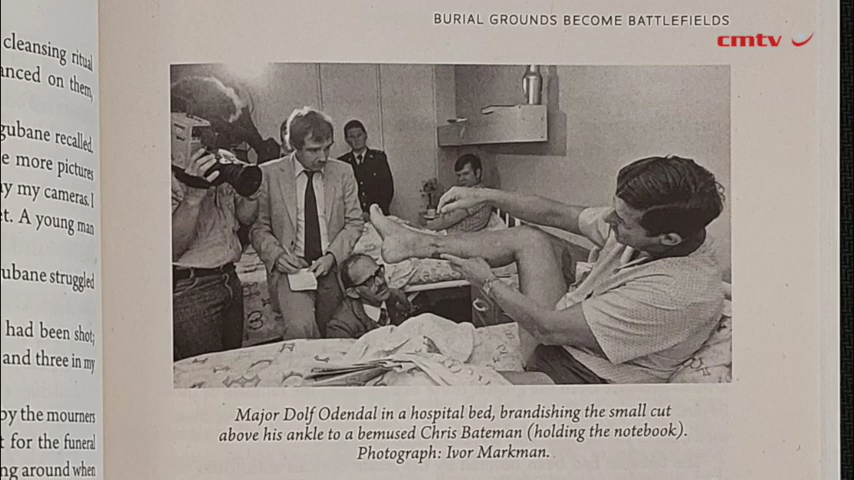 BURIAL GROUNDS BECOME BATTLEFIELDS
cmtv
cleansing ritual
anced on them,
gubane recalled.
e more pictures
my cameras, I
et. A young man
ubane struggled
had been shot;
and three in my
by the mourners
t for the funeral
ng around when
Major Dolf Odendal in a hospital bed, brandishing the small cut
above his ankle to a bemused Chris Bateman (holding the notebook).
Photograph: Ivor Markman.